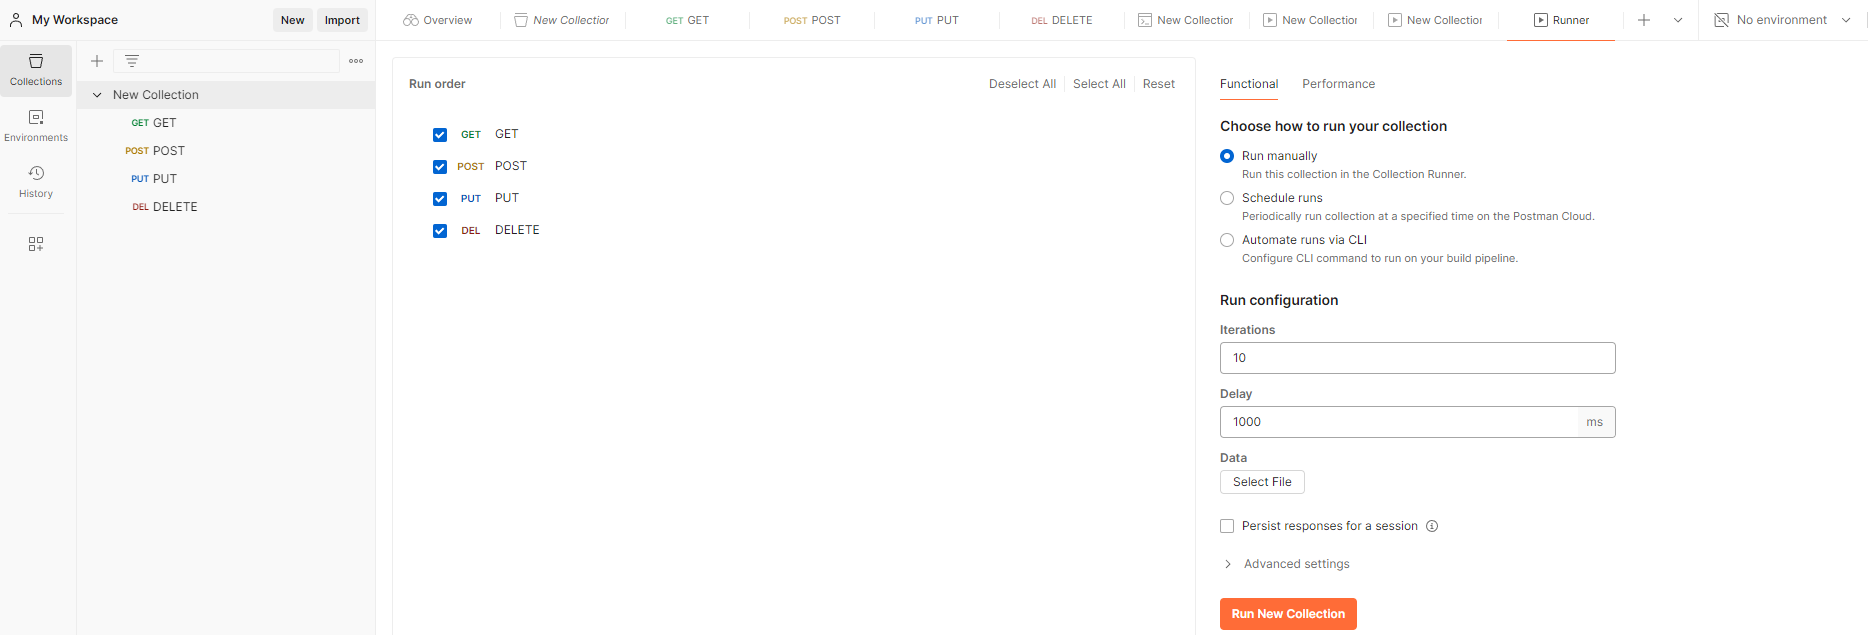 My Workspace
New
Import
Overview
New Collection
GET GET
POST POST
PUT PUT
DEL DELETE
New Collection
New Collection
New Collection
Runner
No environment
Collections
Environments
History
New Collection
GET GET
POST POST
PUT PUT
DEL DELETE
Run order
Deselect All
Select All
Reset
GET GET
POST POST
PUT PUT
DEL DELETE
Functional
Performance
Choose how to run your collection
Run manually
Run this collection in the Collection Runner.
Schedule runs
Periodically run collection at a specified time on the Postman Cloud.
Automate runs via CLI
Configure CLI command to run on your build pipeline.
Run configuration
Iterations
10
Delay
1000 ms
Data
Select File
Persist responses for a session
Advanced settings
Run New Collection